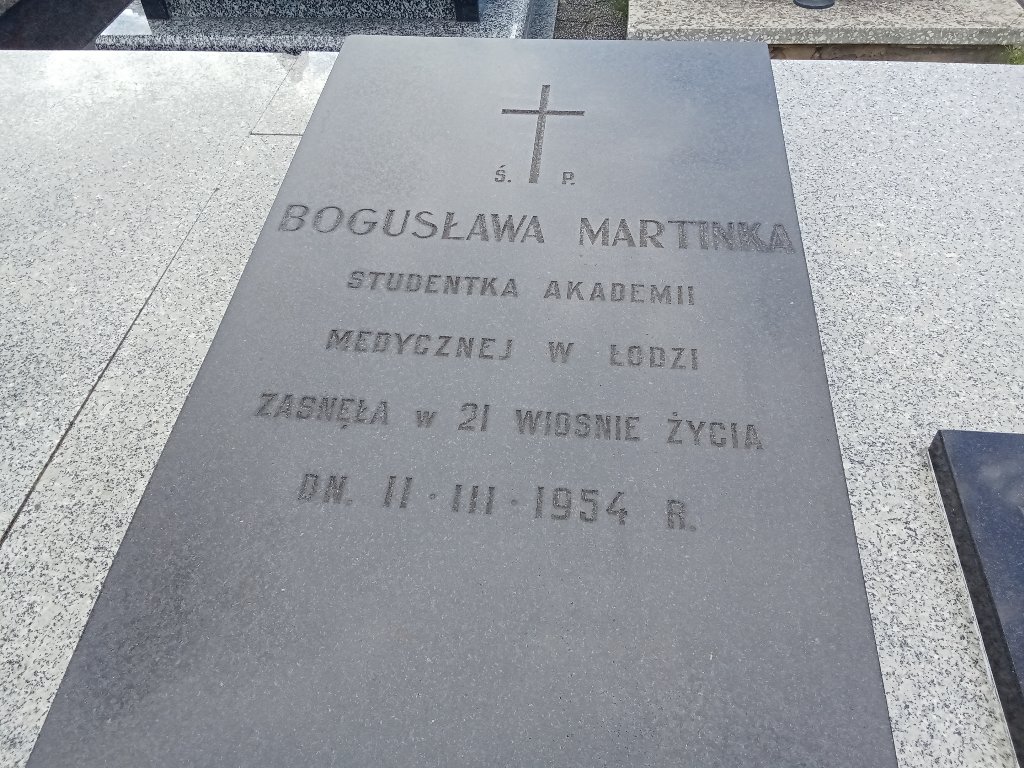 Ś. P.
BOGUSŁAWA MARTINKA
STUDENTKA AKADEMII
MEDYCZNEJ W ŁODZI
ZASNĘŁA W 21 WIOSNIE ŻYCIA
DN. 11 · III · 1954 R.